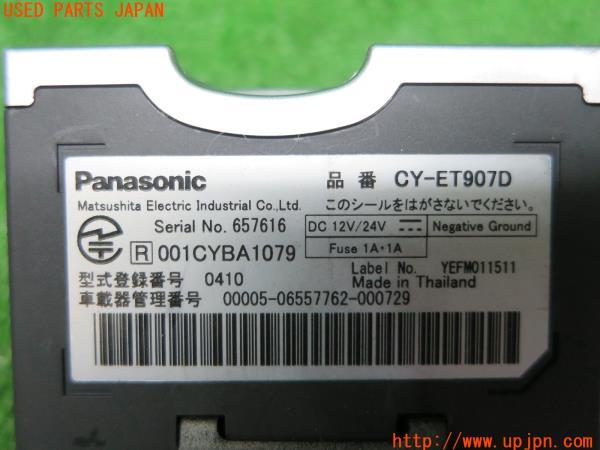 USED PARTS JAPAN
Panasonic 品番 CY-ET907D
Matsushita Electric Industrial Co.,Ltd. このシールをはがさないでください。
Serial No. 657616 DC 12V/24V Negative Ground
R 001CYBA1079 Fuse 1A・1A
Label No. YEFM011511
型式登録番号 0410 Made in Thailand
車載器管理番号 00005-06557762-000729
http://www.upjpn.com/